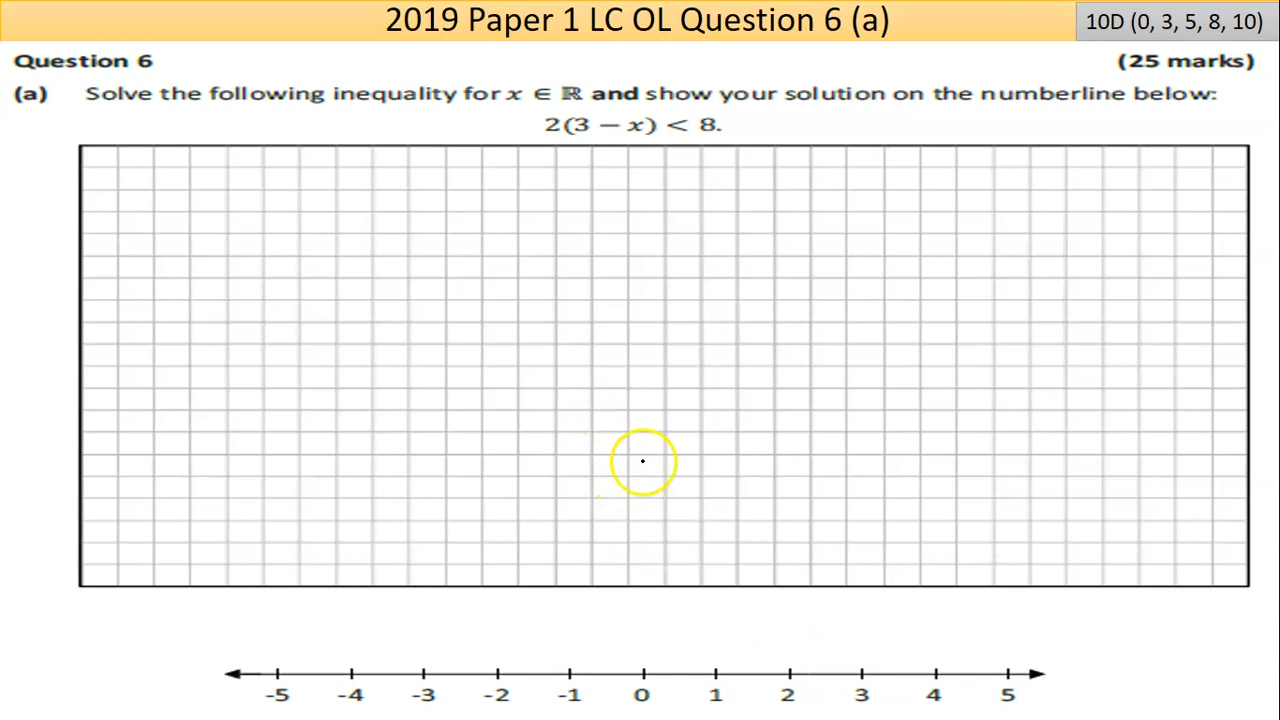 2019 Paper 1 LC OL Question 6 (a)
10D (0, 3, 5, 8, 10)
Question 6 (25 marks)
(a) Solve the following inequality for x ∈ ℝ and show your solution on the numberline below:
2(3 − x) < 8.
-5 -4 -3 -2 -1 0 1 2 3 4 5